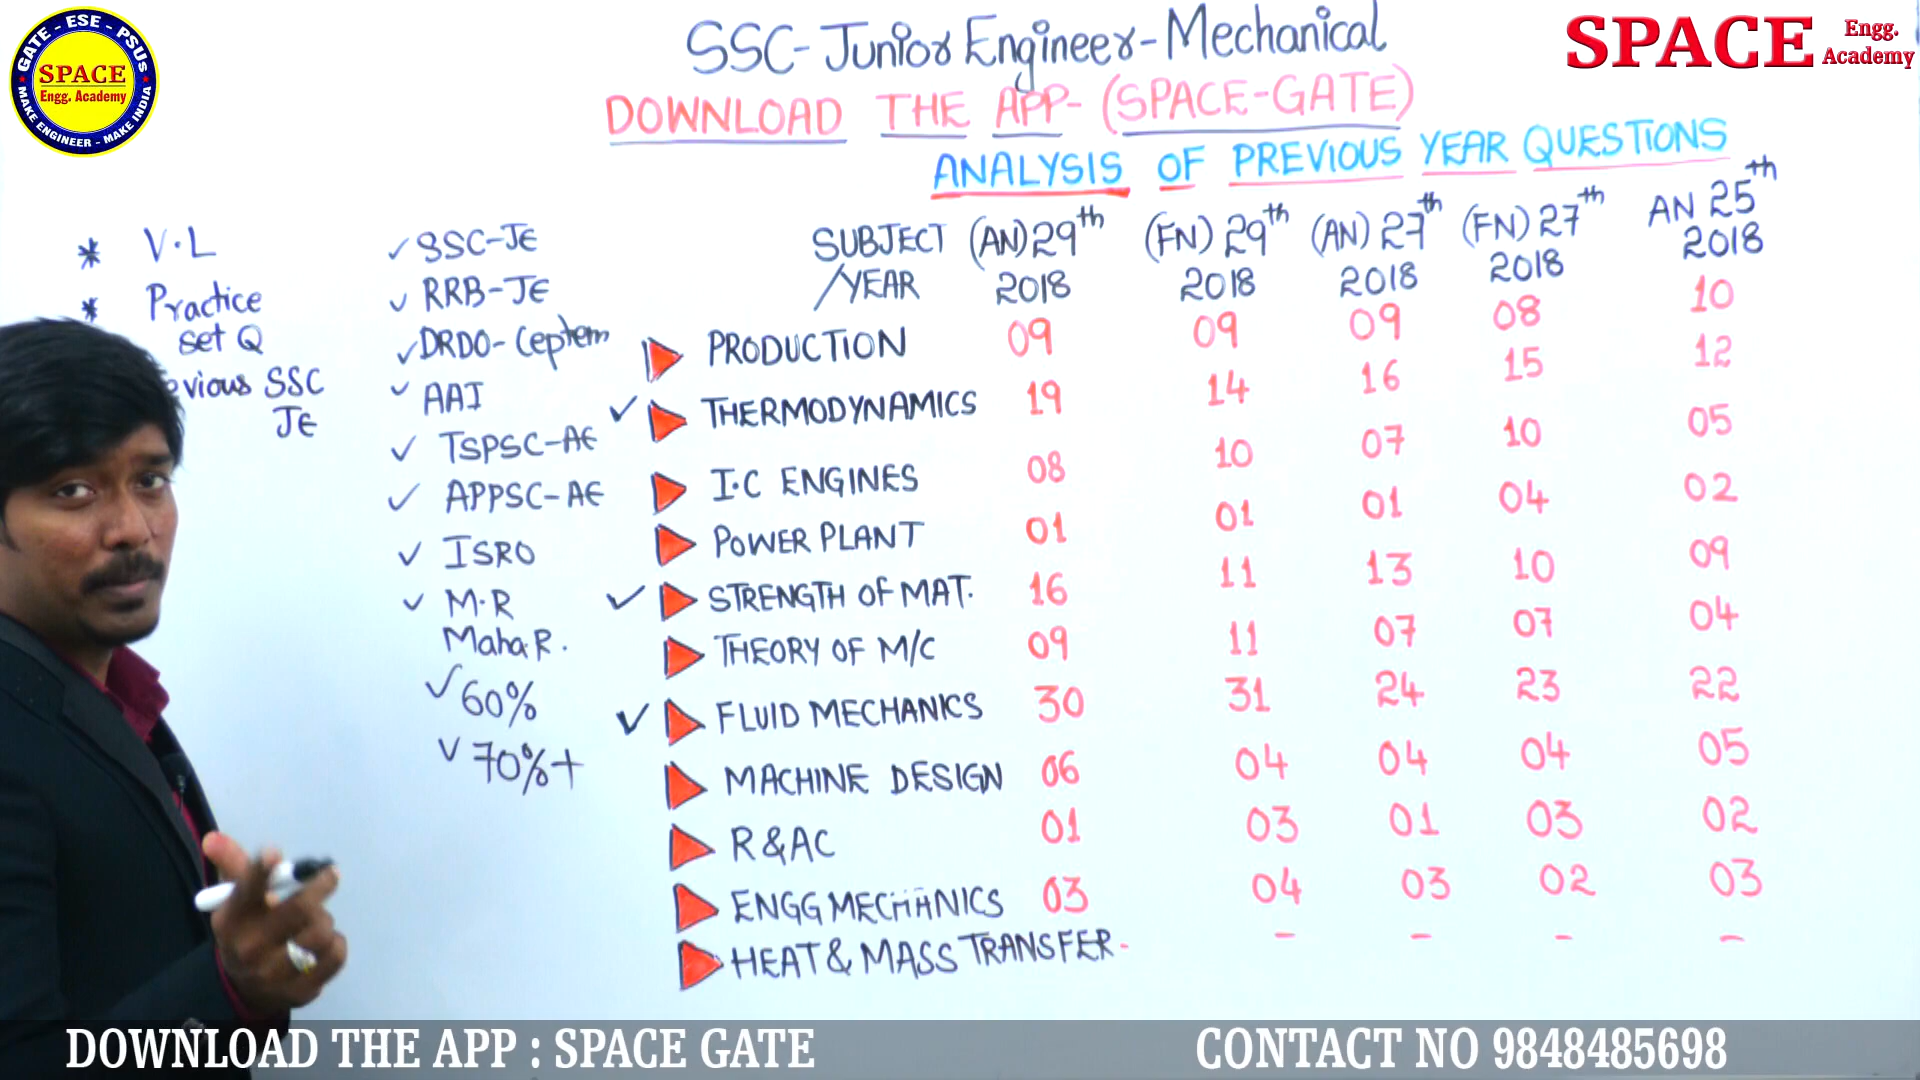 GATE - ESE - PSUs
SPACE
Engg. Academy
MAKE ENGINEER - MAKE INDIA
SPACE Engg. Academy
SSC-Junior Engineer-Mechanical
DOWNLOAD THE APP- (SPACE-GATE)
ANALYSIS OF PREVIOUS YEAR QUESTIONS
* V.L
* Practice
set Q
vious SSC
JE
✓ SSC-JE
✓ RRB-JE
✓ DRDO-Ceptem
✓ AAI
✓ TSPSC-AE
✓ APPSC-AE
✓ ISRO
✓ M.R
Maha R.
✓ 60%
✓ 70%+
SUBJECT (AN) 29th (FN) 29th (AN) 27th (FN) 27th AN 25th
/YEAR 2018 2018 2018 2018 2018
PRODUCTION 09 09 09 08 10
✓ THERMODYNAMICS 19 14 16 15 12
I.C ENGINES 08 10 07 10 05
POWER PLANT 01 01 01 04 02
✓ STRENGTH OF MAT. 16 11 13 10 09
THEORY OF M/C 09 11 07 07 04
✓ FLUID MECHANICS 30 31 24 23 22
MACHINE DESIGN 06 04 04 04 05
R & AC 01 03 01 03 02
ENGG MECHANICS 03 04 03 02 03
HEAT & MASS TRANSFER - - - - -
DOWNLOAD THE APP : SPACE GATE
CONTACT NO 9848485698